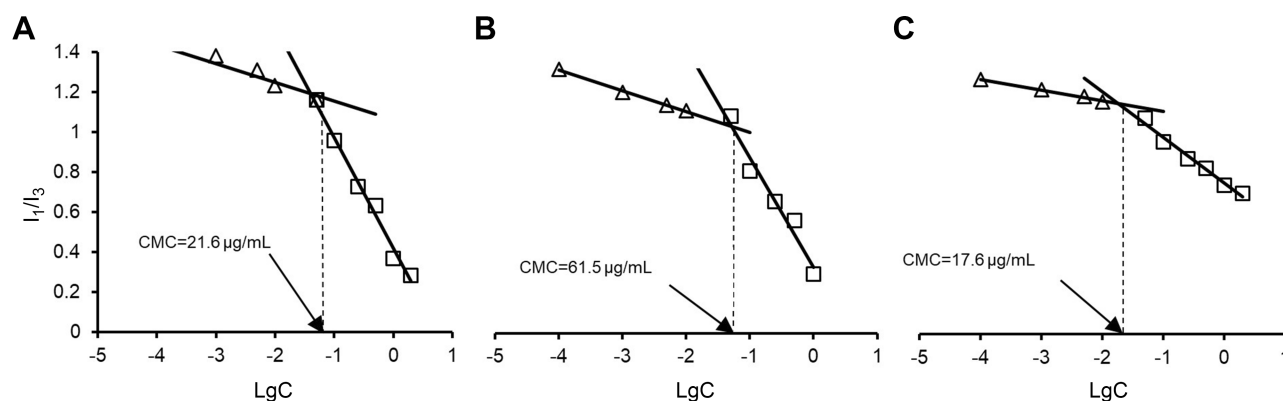 A
B
C
1.4
1.2
1
0.8
0.6
0.4
0.2
0
I1/I3
CMC=21.6 µg/mL
CMC=61.5 µg/mL
CMC=17.6 µg/mL
-5 -4 -3 -2 -1 0 1
-5 -4 -3 -2 -1 0 1
-5 -4 -3 -2 -1 0 1
LgC
LgC
LgC